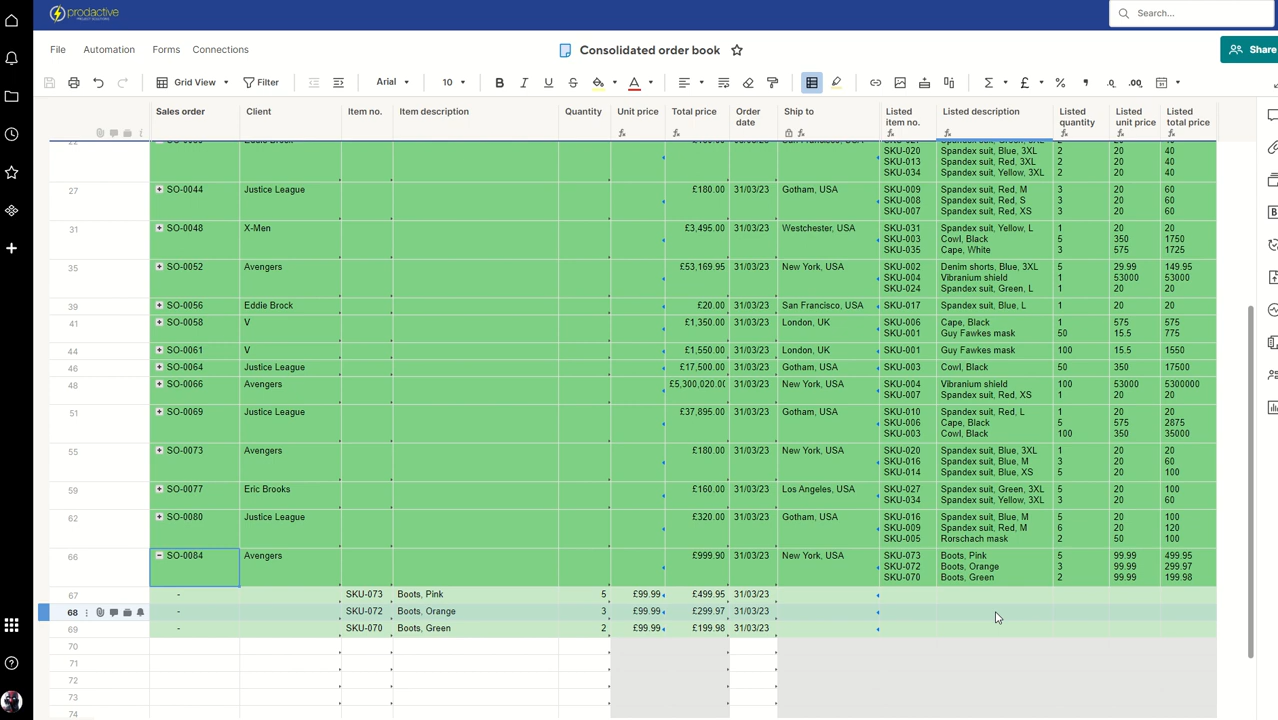 prodactive
Search...
File Automation Forms Connections
Consolidated order book
Share
Grid View Filter Arial 10 B I U S A Σ £ % , .0 .00
Sales order Client Item no. Item description Quantity Unit price Total price Order date Ship to Listed item no. Listed description Listed quantity Listed unit price Listed total price
SKU-020 Spandex suit, Blue, 3XL 2 20 40
SKU-013 Spandex suit, Red, 3XL 2 20 40
SKU-034 Spandex suit, Yellow, 3XL 2 20 40
27 SO-0044 Justice League £180.00 31/03/23 Gotham, USA SKU-009 Spandex suit, Red, M 3 20 60
SKU-008 Spandex suit, Red, S 3 20 60
SKU-007 Spandex suit, Red, XS 3 20 60
31 SO-0048 X-Men £3,495.00 31/03/23 Westchester, USA SKU-031 Spandex suit, Yellow, L 1 20 20
SKU-003 Cowl, Black 5 350 1750
SKU-035 Cape, White 3 575 1725
35 SO-0052 Avengers £53,169.95 31/03/23 New York, USA SKU-002 Denim shorts, Blue, 3XL 5 29.99 149.95
SKU-004 Vibranium shield 1 53000 53000
SKU-024 Spandex suit, Green, L 1 20 20
39 SO-0056 Eddie Brock £20.00 31/03/23 San Francisco, USA SKU-017 Spandex suit, Blue, L 1 20 20
41 SO-0058 V £1,350.00 31/03/23 London, UK SKU-006 Cape, Black 1 575 575
SKU-001 Guy Fawkes mask 50 15.5 775
44 SO-0061 V £1,550.00 31/03/23 London, UK SKU-001 Guy Fawkes mask 100 15.5 1550
46 SO-0064 Justice League £17,500.00 31/03/23 Gotham, USA SKU-003 Cowl, Black 50 350 17500
48 SO-0066 Avengers £5,300,020.00 31/03/23 New York, USA SKU-004 Vibranium shield 100 53000 5300000
SKU-007 Spandex suit, Red, XS 1 20 20
51 SO-0069 Justice League £37,895.00 31/03/23 Gotham, USA SKU-010 Spandex suit, Red, L 1 20 20
SKU-006 Cape, Black 5 575 2875
SKU-003 Cowl, Black 100 350 35000
55 SO-0073 Avengers £180.00 31/03/23 New York, USA SKU-020 Spandex suit, Blue, 3XL 1 20 20
SKU-016 Spandex suit, Blue, M 3 20 60
SKU-014 Spandex suit, Blue, XS 5 20 100
59 SO-0077 Eric Brooks £160.00 31/03/23 Los Angeles, USA SKU-027 Spandex suit, Green, 3XL 5 20 100
SKU-034 Spandex suit, Yellow, 3XL 3 20 60
62 SO-0080 Justice League £320.00 31/03/23 Gotham, USA SKU-016 Spandex suit, Blue, M 5 20 100
SKU-009 Spandex suit, Red, M 6 20 120
SKU-005 Rorschach mask 2 50 100
66 SO-0084 Avengers £999.90 31/03/23 New York, USA SKU-073 Boots, Pink 5 99.99 499.95
SKU-072 Boots, Orange 3 99.99 299.97
SKU-070 Boots, Green 2 99.99 199.98
67 - SKU-073 Boots, Pink 5 £99.99 £499.95 31/03/23
68 - SKU-072 Boots, Orange 3 £99.99 £299.97 31/03/23
69 - SKU-070 Boots, Green 2 £99.99 £199.98 31/03/23
70
71
72
73
74